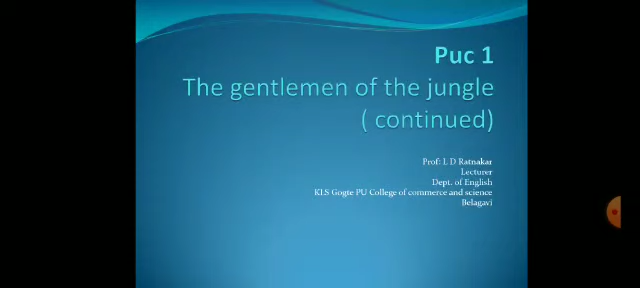 Puc 1
The gentlemen of the jungle
( continued)
Prof: L D Ratnakar
Lecturer
Dept. of English
KLS Gogte PU College of commerce and science
Belagavi